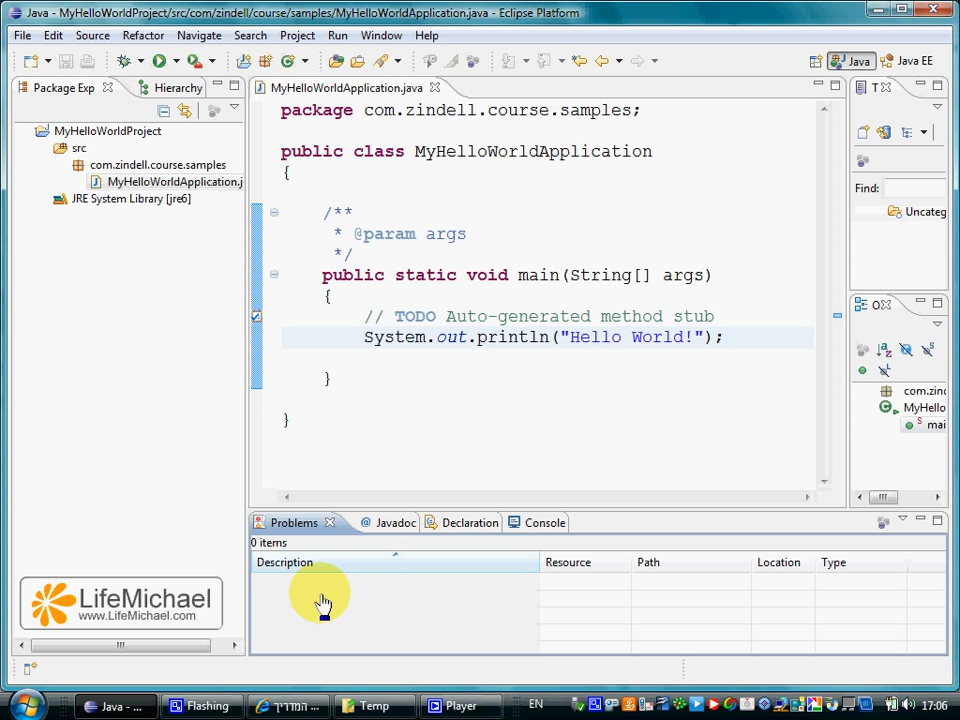 Java - MyHelloWorldProject/src/com/zindell/course/samples/MyHelloWorldApplication.java - Eclipse Platform
File Edit Source Refactor Navigate Search Project Run Window Help
Java Java EE
Package Exp Hierarchy
MyHelloWorldProject
src
com.zindell.course.samples
MyHelloWorldApplication.j
JRE System Library [jre6]
MyHelloWorldApplication.java
package com.zindell.course.samples;
public class MyHelloWorldApplication
{
/**
* @param args
*/
public static void main(String[] args)
{
// TODO Auto-generated method stub
System.out.println("Hello World!");
}
}
T
Find:
Uncateg
O
com.zind
MyHello
mai
Problems Javadoc Declaration Console
0 items
Description Resource Path Location Type
LifeMichael
www.LifeMichael.com
Java - ... Flashing המדריך ... Temp Player EN 17:06